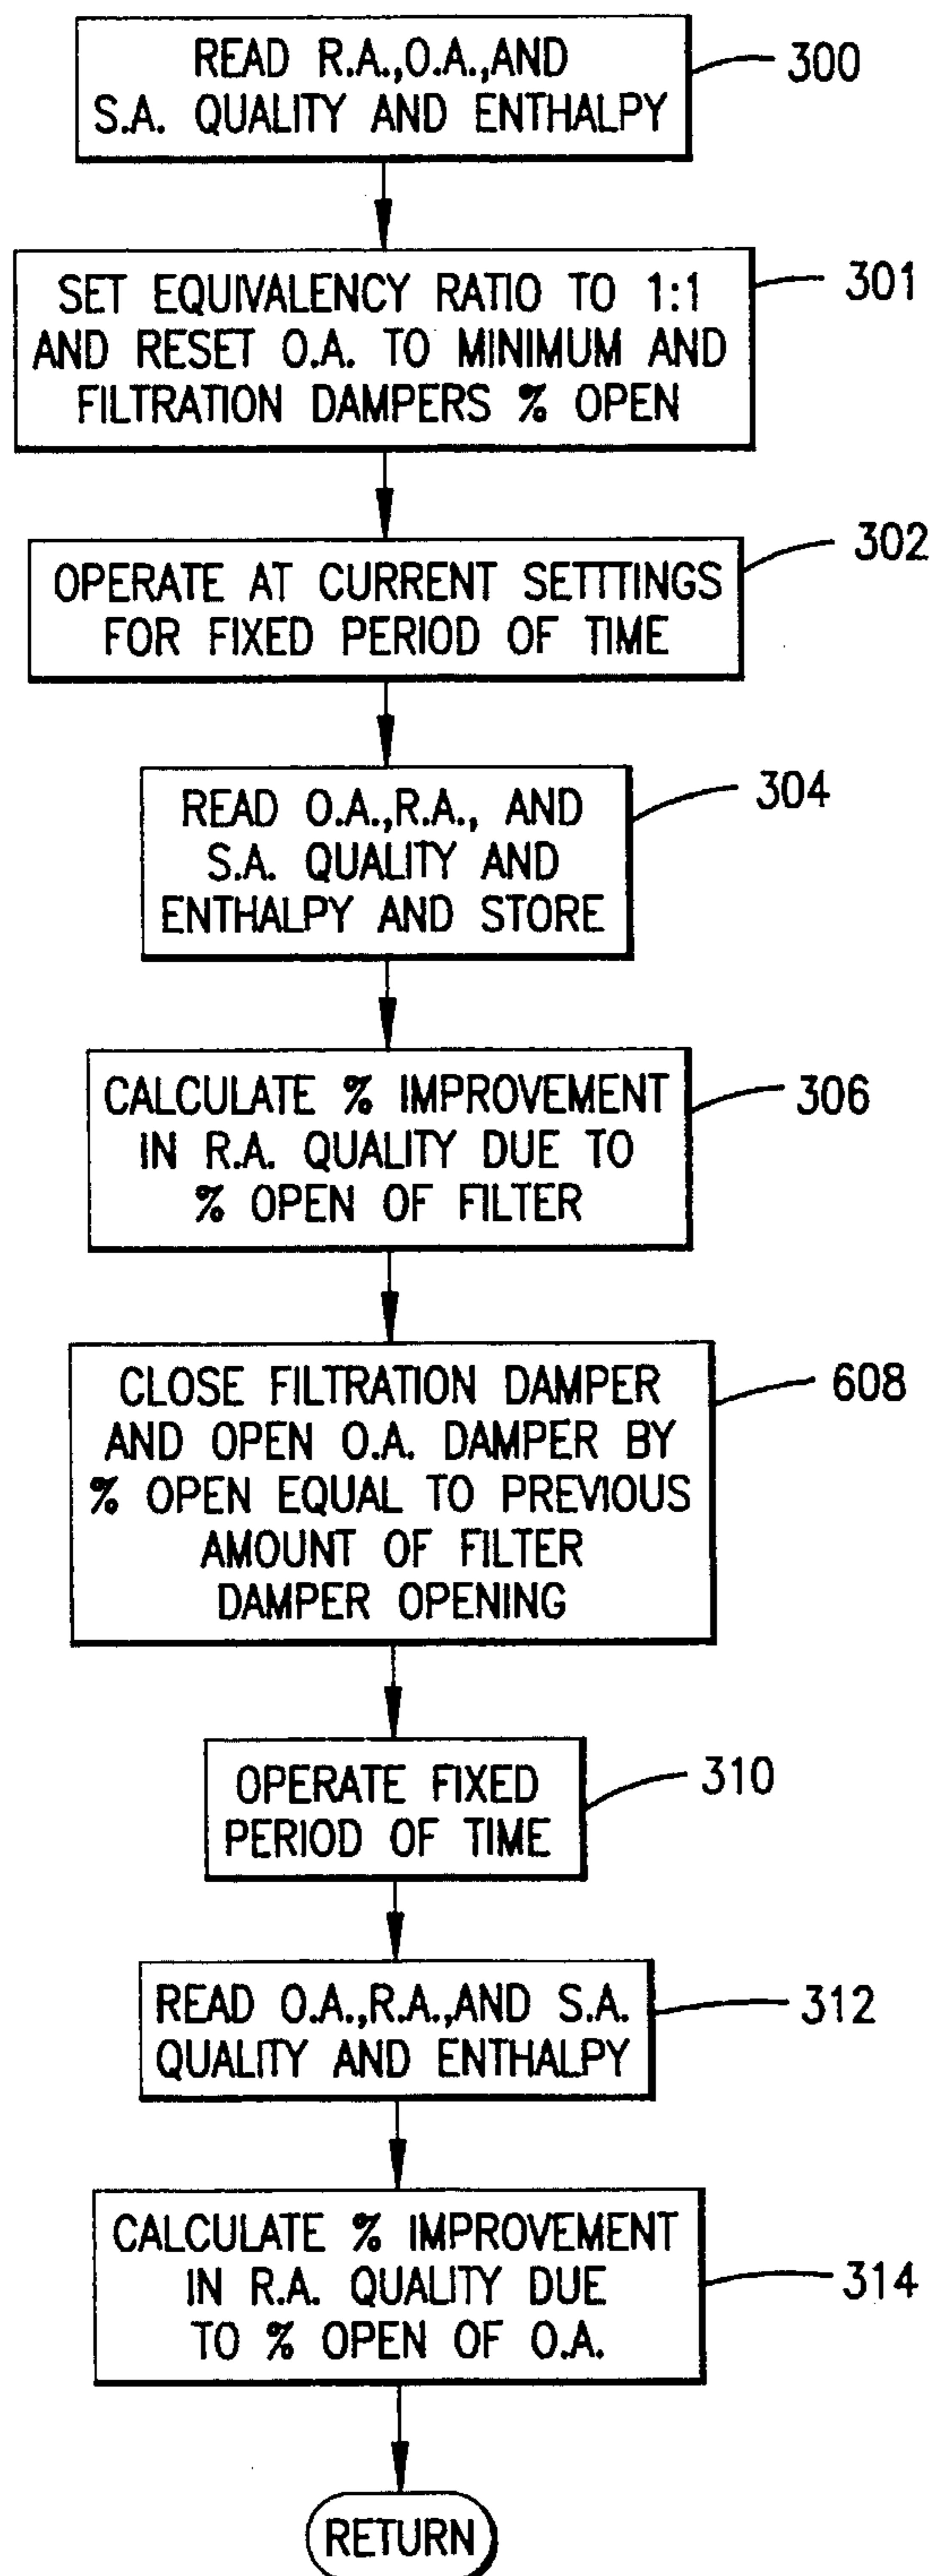 READ R.A.,O.A.,AND
S.A. QUALITY AND ENTHALPY
300
SET EQUIVALENCY RATIO TO 1:1
AND RESET O.A. TO MINIMUM AND
FILTRATION DAMPERS % OPEN
301
OPERATE AT CURRENT SETTTINGS
FOR FIXED PERIOD OF TIME
302
READ O.A.,R.A., AND
S.A. QUALITY AND
ENTHALPY AND STORE
304
CALCULATE % IMPROVEMENT
IN R.A. QUALITY DUE TO
% OPEN OF FILTER
306
CLOSE FILTRATION DAMPER
AND OPEN O.A. DAMPER BY
% OPEN EQUAL TO PREVIOUS
AMOUNT OF FILTER
DAMPER OPENING
608
OPERATE FIXED
PERIOD OF TIME
310
READ O.A.,R.A.,AND S.A.
QUALITY AND ENTHALPY
312
CALCULATE % IMPROVEMENT
IN R.A. QUALITY DUE
TO % OPEN OF O.A.
314
RETURN